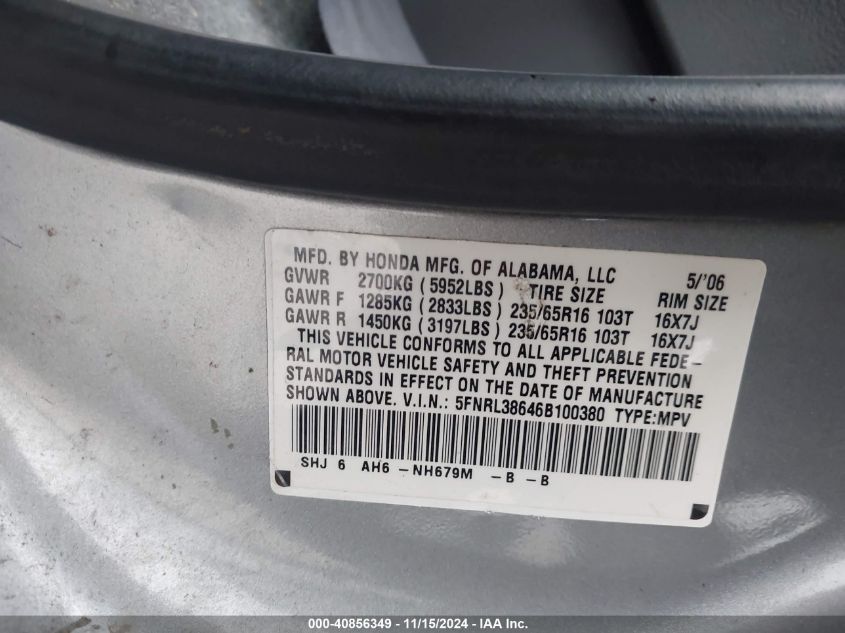 MFD. BY HONDA MFG. OF ALABAMA, LLC 5/'06
GVWR 2700KG (5952LBS) TIRE SIZE RIM SIZE
GAWR F 1285KG (2833LBS) 235/65R16 103T 16X7J
GAWR R 1450KG (3197LBS) 235/65R16 103T 16X7J
THIS VEHICLE CONFORMS TO ALL APPLICABLE FEDE-
RAL MOTOR VEHICLE SAFETY AND THEFT PREVENTION
STANDARDS IN EFFECT ON THE DATE OF MANUFACTURE
SHOWN ABOVE. V.I.N.: 5FNRL38646B100380 TYPE:MPV
SHJ 6 AH6 -NH679M -B -B
000-40856349 - 11/15/2024 - IAAI Inc.